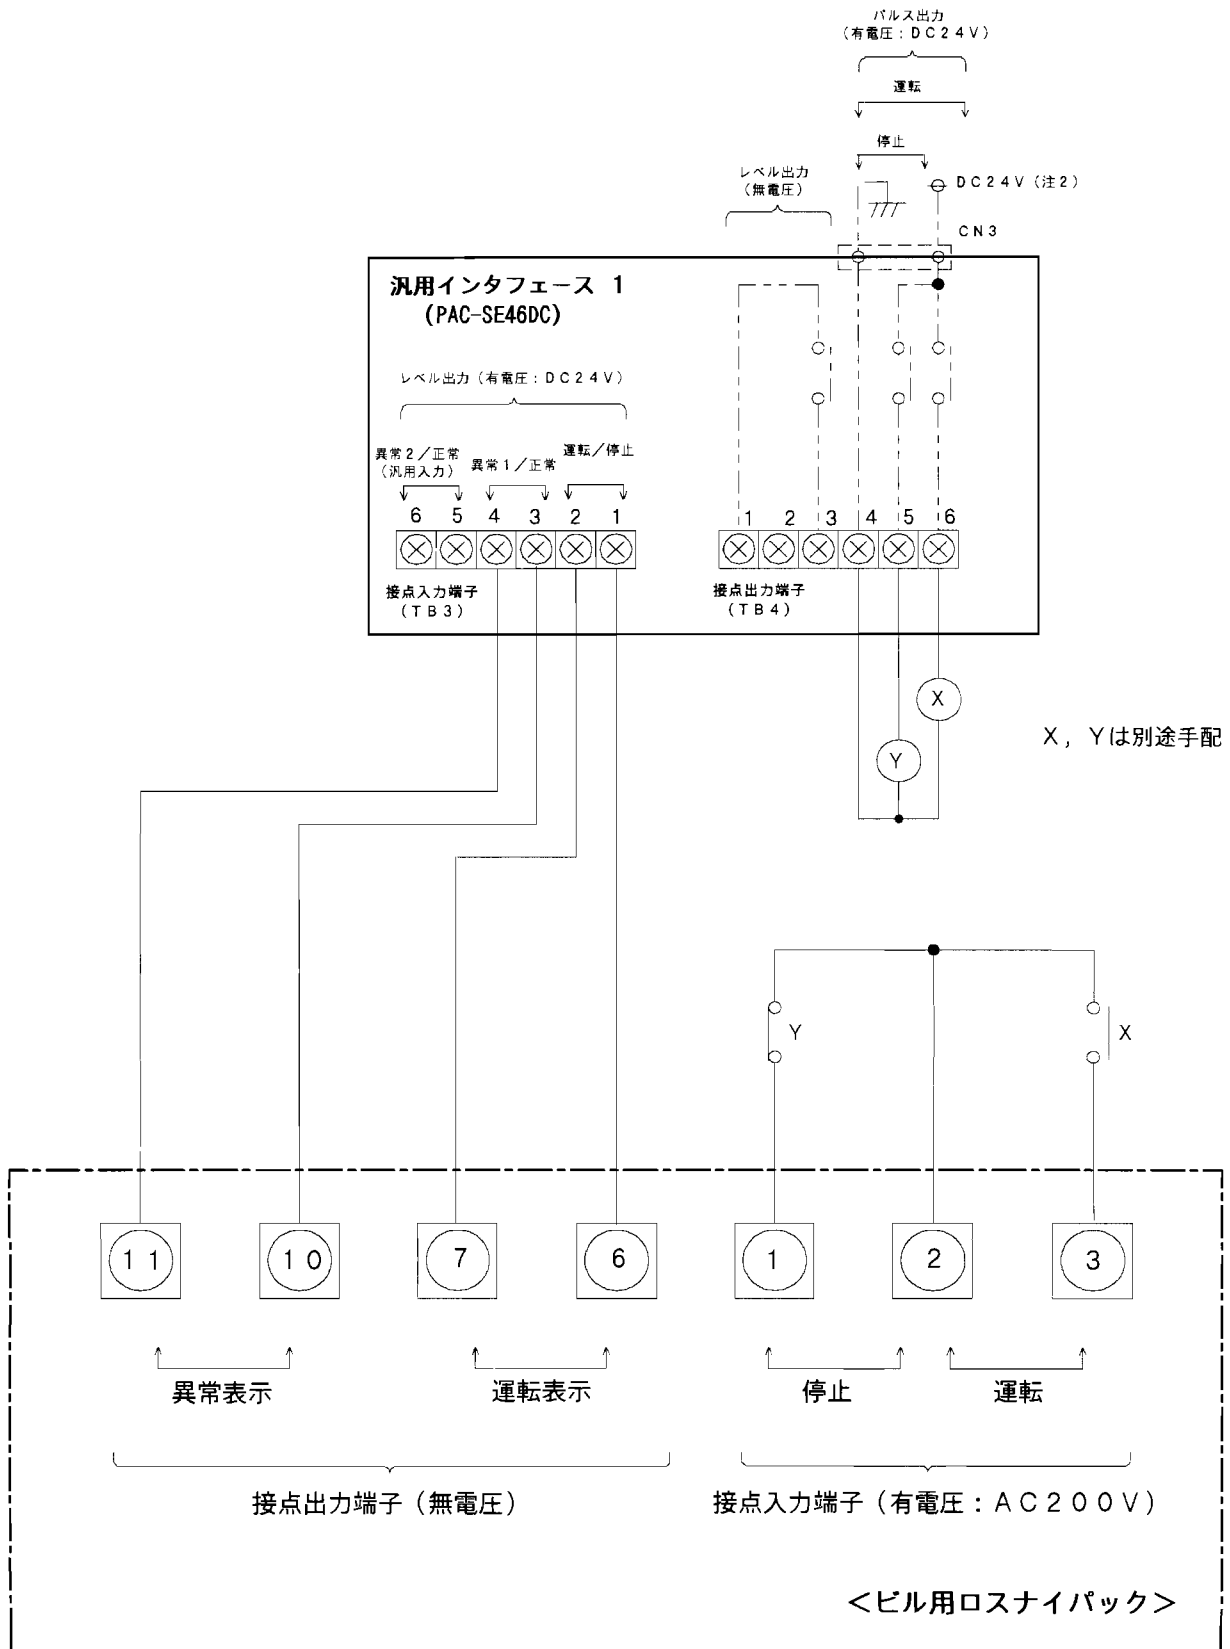 パルス出力
(有電圧:DC24V)
運転
停止
レベル出力
(無電圧)
DC24V(注2)
CN3
汎用インタフェース 1
(PAC-SE46DC)
レベル出力(有電圧:DC24V)
異常2/正常
(汎用入力)
異常1/正常
運転/停止
6 5 4 3 2 1
1 2 3 4 5 6
接点入力端子
(TB3)
接点出力端子
(TB4)
X
Y
X,Yは別途手配
Y
X
11 10 7 6 1 2 3
異常表示
運転表示
停止
運転
接点出力端子(無電圧)
接点入力端子(有電圧:AC200V)
<ビル用ロスナイパック>